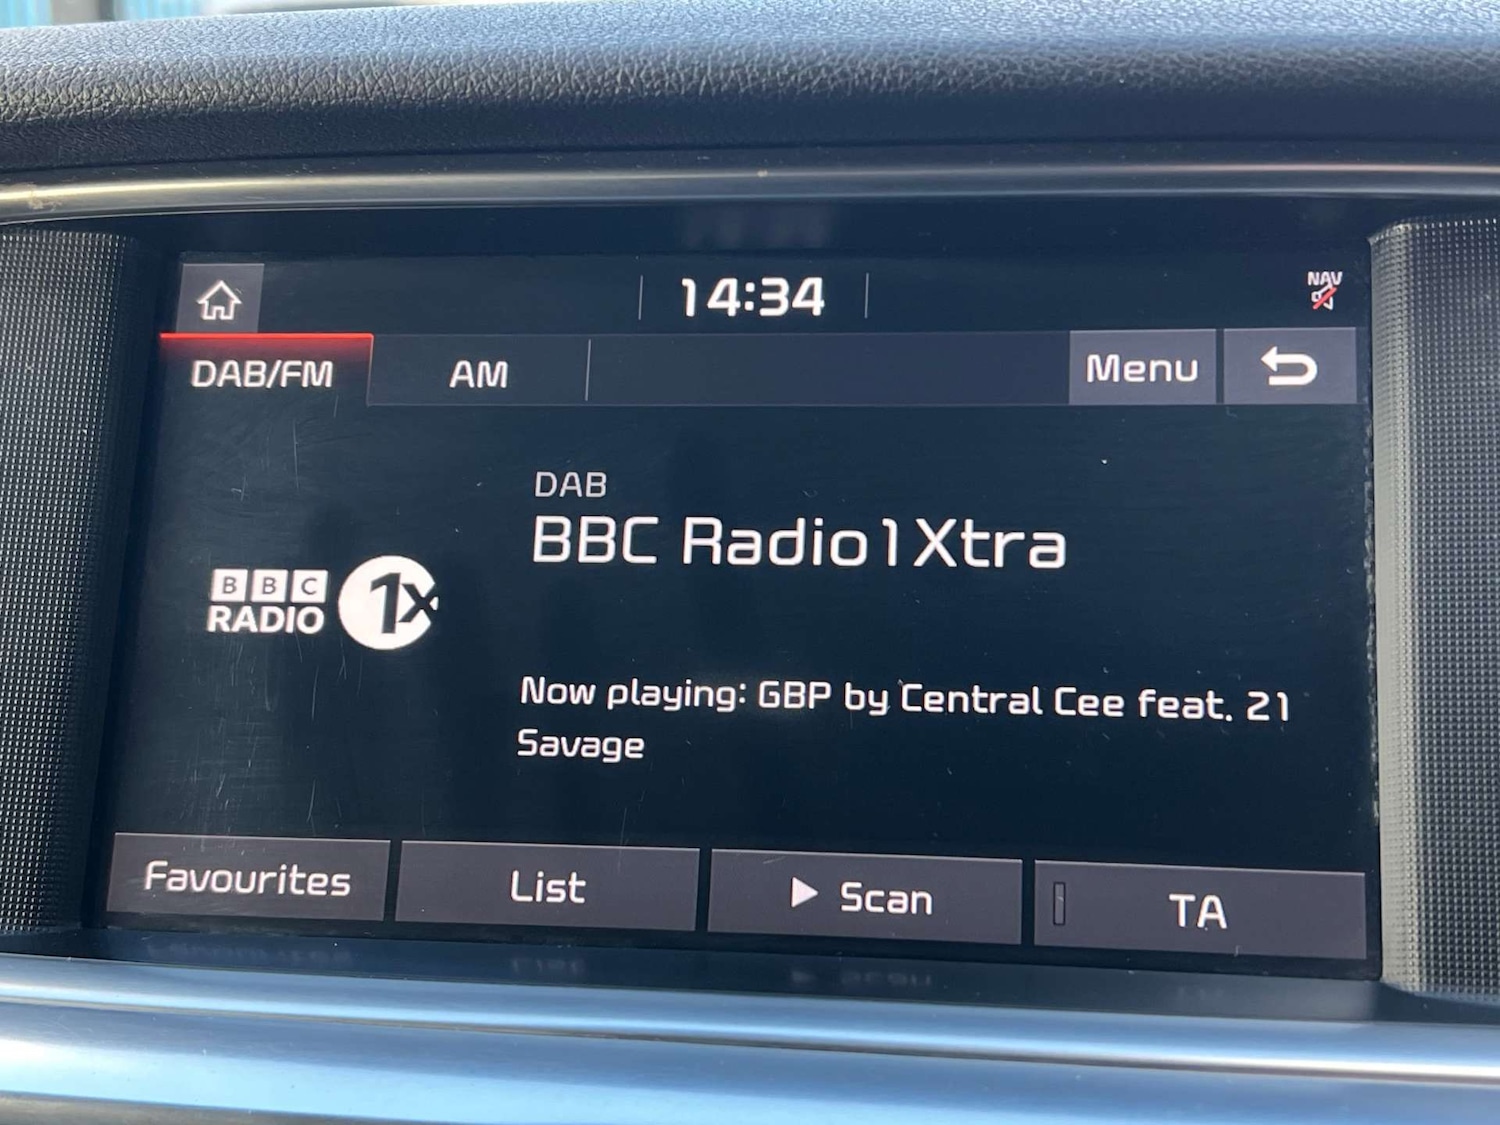 14:34
NAV
DAB/FM
AM
Menu
DAB
BBC Radio1Xtra
BBC
RADIO
1X
Now playing: GBP by Central Cee feat. 21
Savage
Favourites
List
Scan
TA